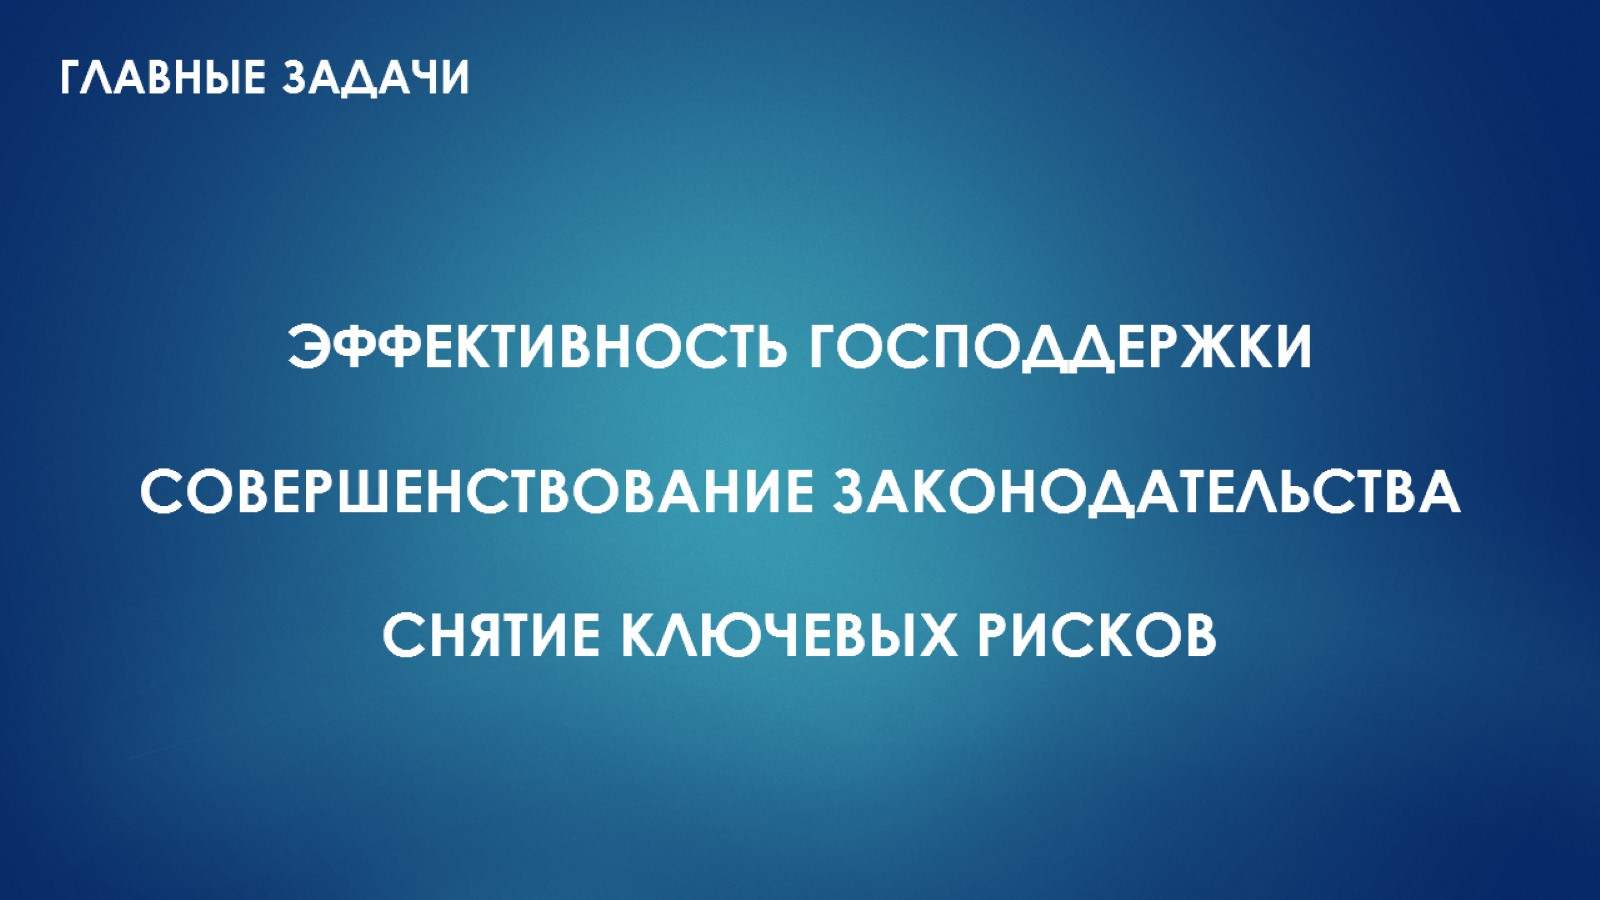 ГЛАВНЫЕ ЗАДАЧИ
ЭФФЕКТИВНОСТЬ ГОСПОДДЕРЖКИ
СОВЕРШЕНСТВОВАНИЕ ЗАКОНОДАТЕЛЬСТВА
СНЯТИЕ КЛЮЧЕВЫХ РИСКОВ